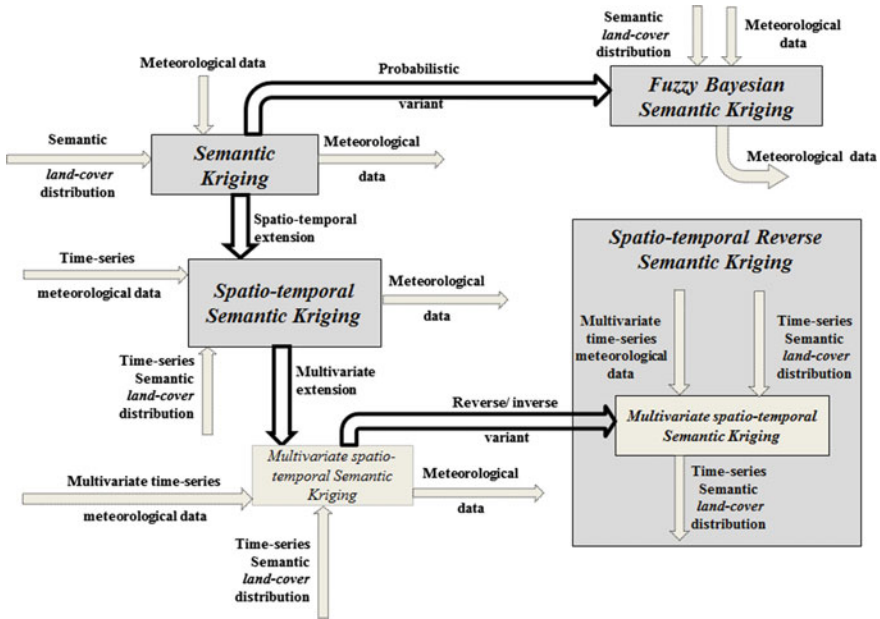 Semantic
land-cover
distribution
Meteorological
data
Meteorological data
Probabilistic
variant
Fuzzy Bayesian
Semantic Kriging
Meteorological data
Semantic
land-cover
distribution
Semantic
Kriging
Meteorological
data
Spatio-temporal
extension
Time-series
meteorological data
Spatio-temporal
Semantic Kriging
Meteorological
data
Time-series
Semantic
land-cover
distribution
Multivariate
extension
Reverse/ inverse
variant
Multivariate time-series
meteorological data
Multivariate spatio-
temporal Semantic
Kriging
Meteorological
data
Time-series
Semantic
land-cover
distribution
Spatio-temporal Reverse
Semantic Kriging
Multivariate
time-series
meteorological
data
Time-series
Semantic
land-cover
distribution
Multivariate spatio-temporal
Semantic Kriging
Time-series
Semantic
land-cover
distribution